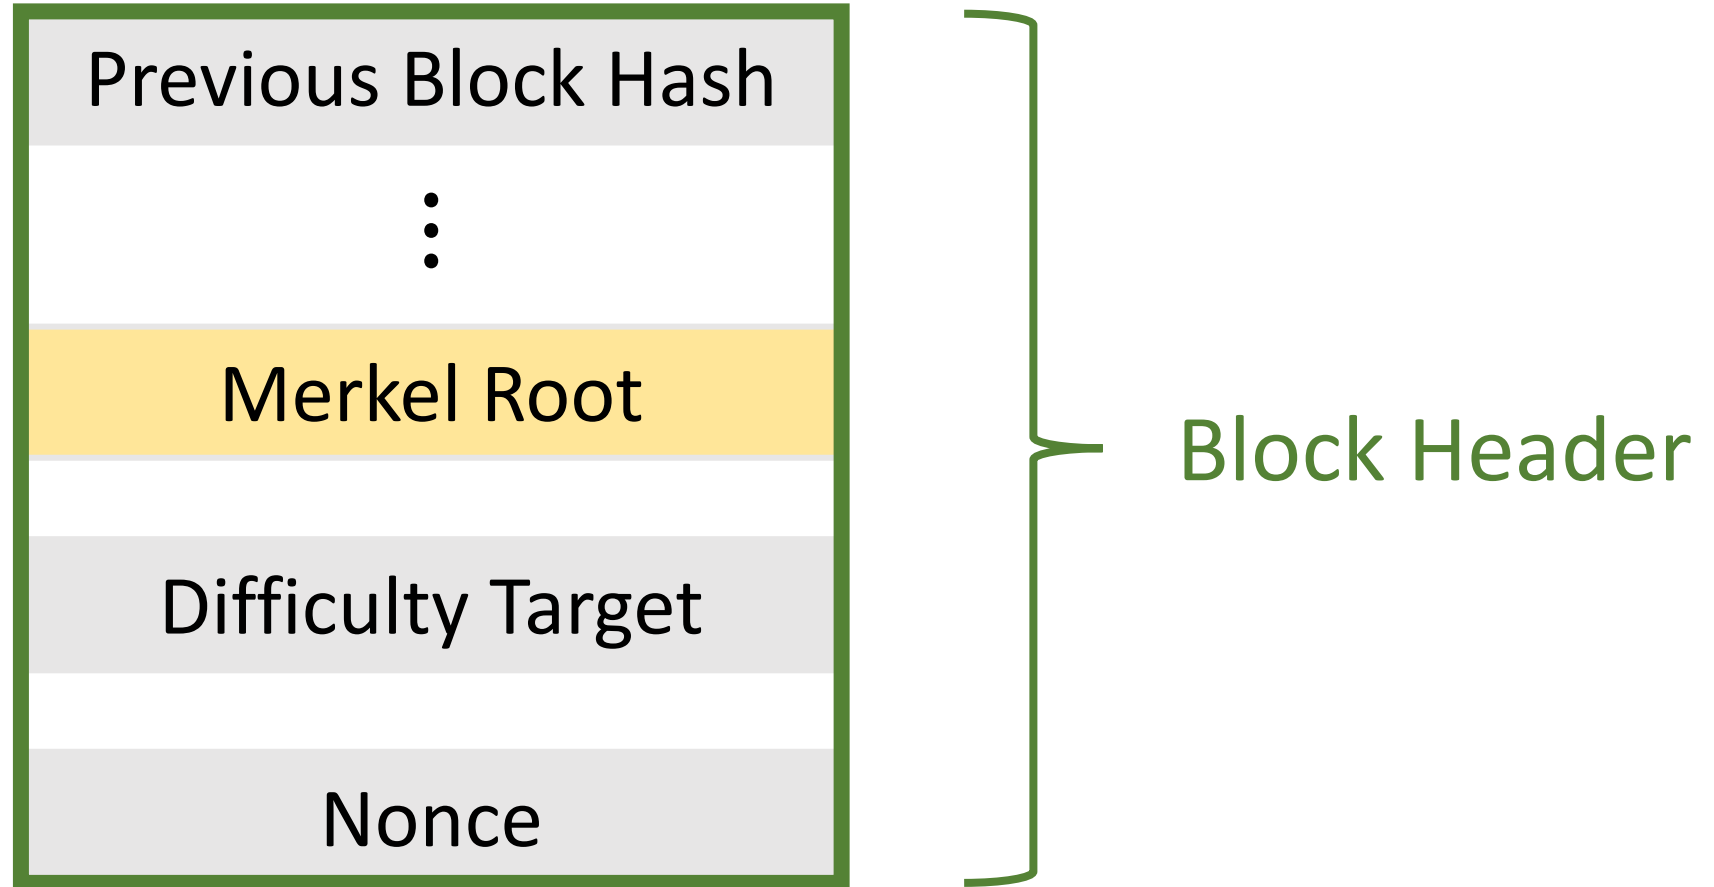 Previous Block Hash
⋮
Merkel Root
Block Header
Difficulty Target
Nonce